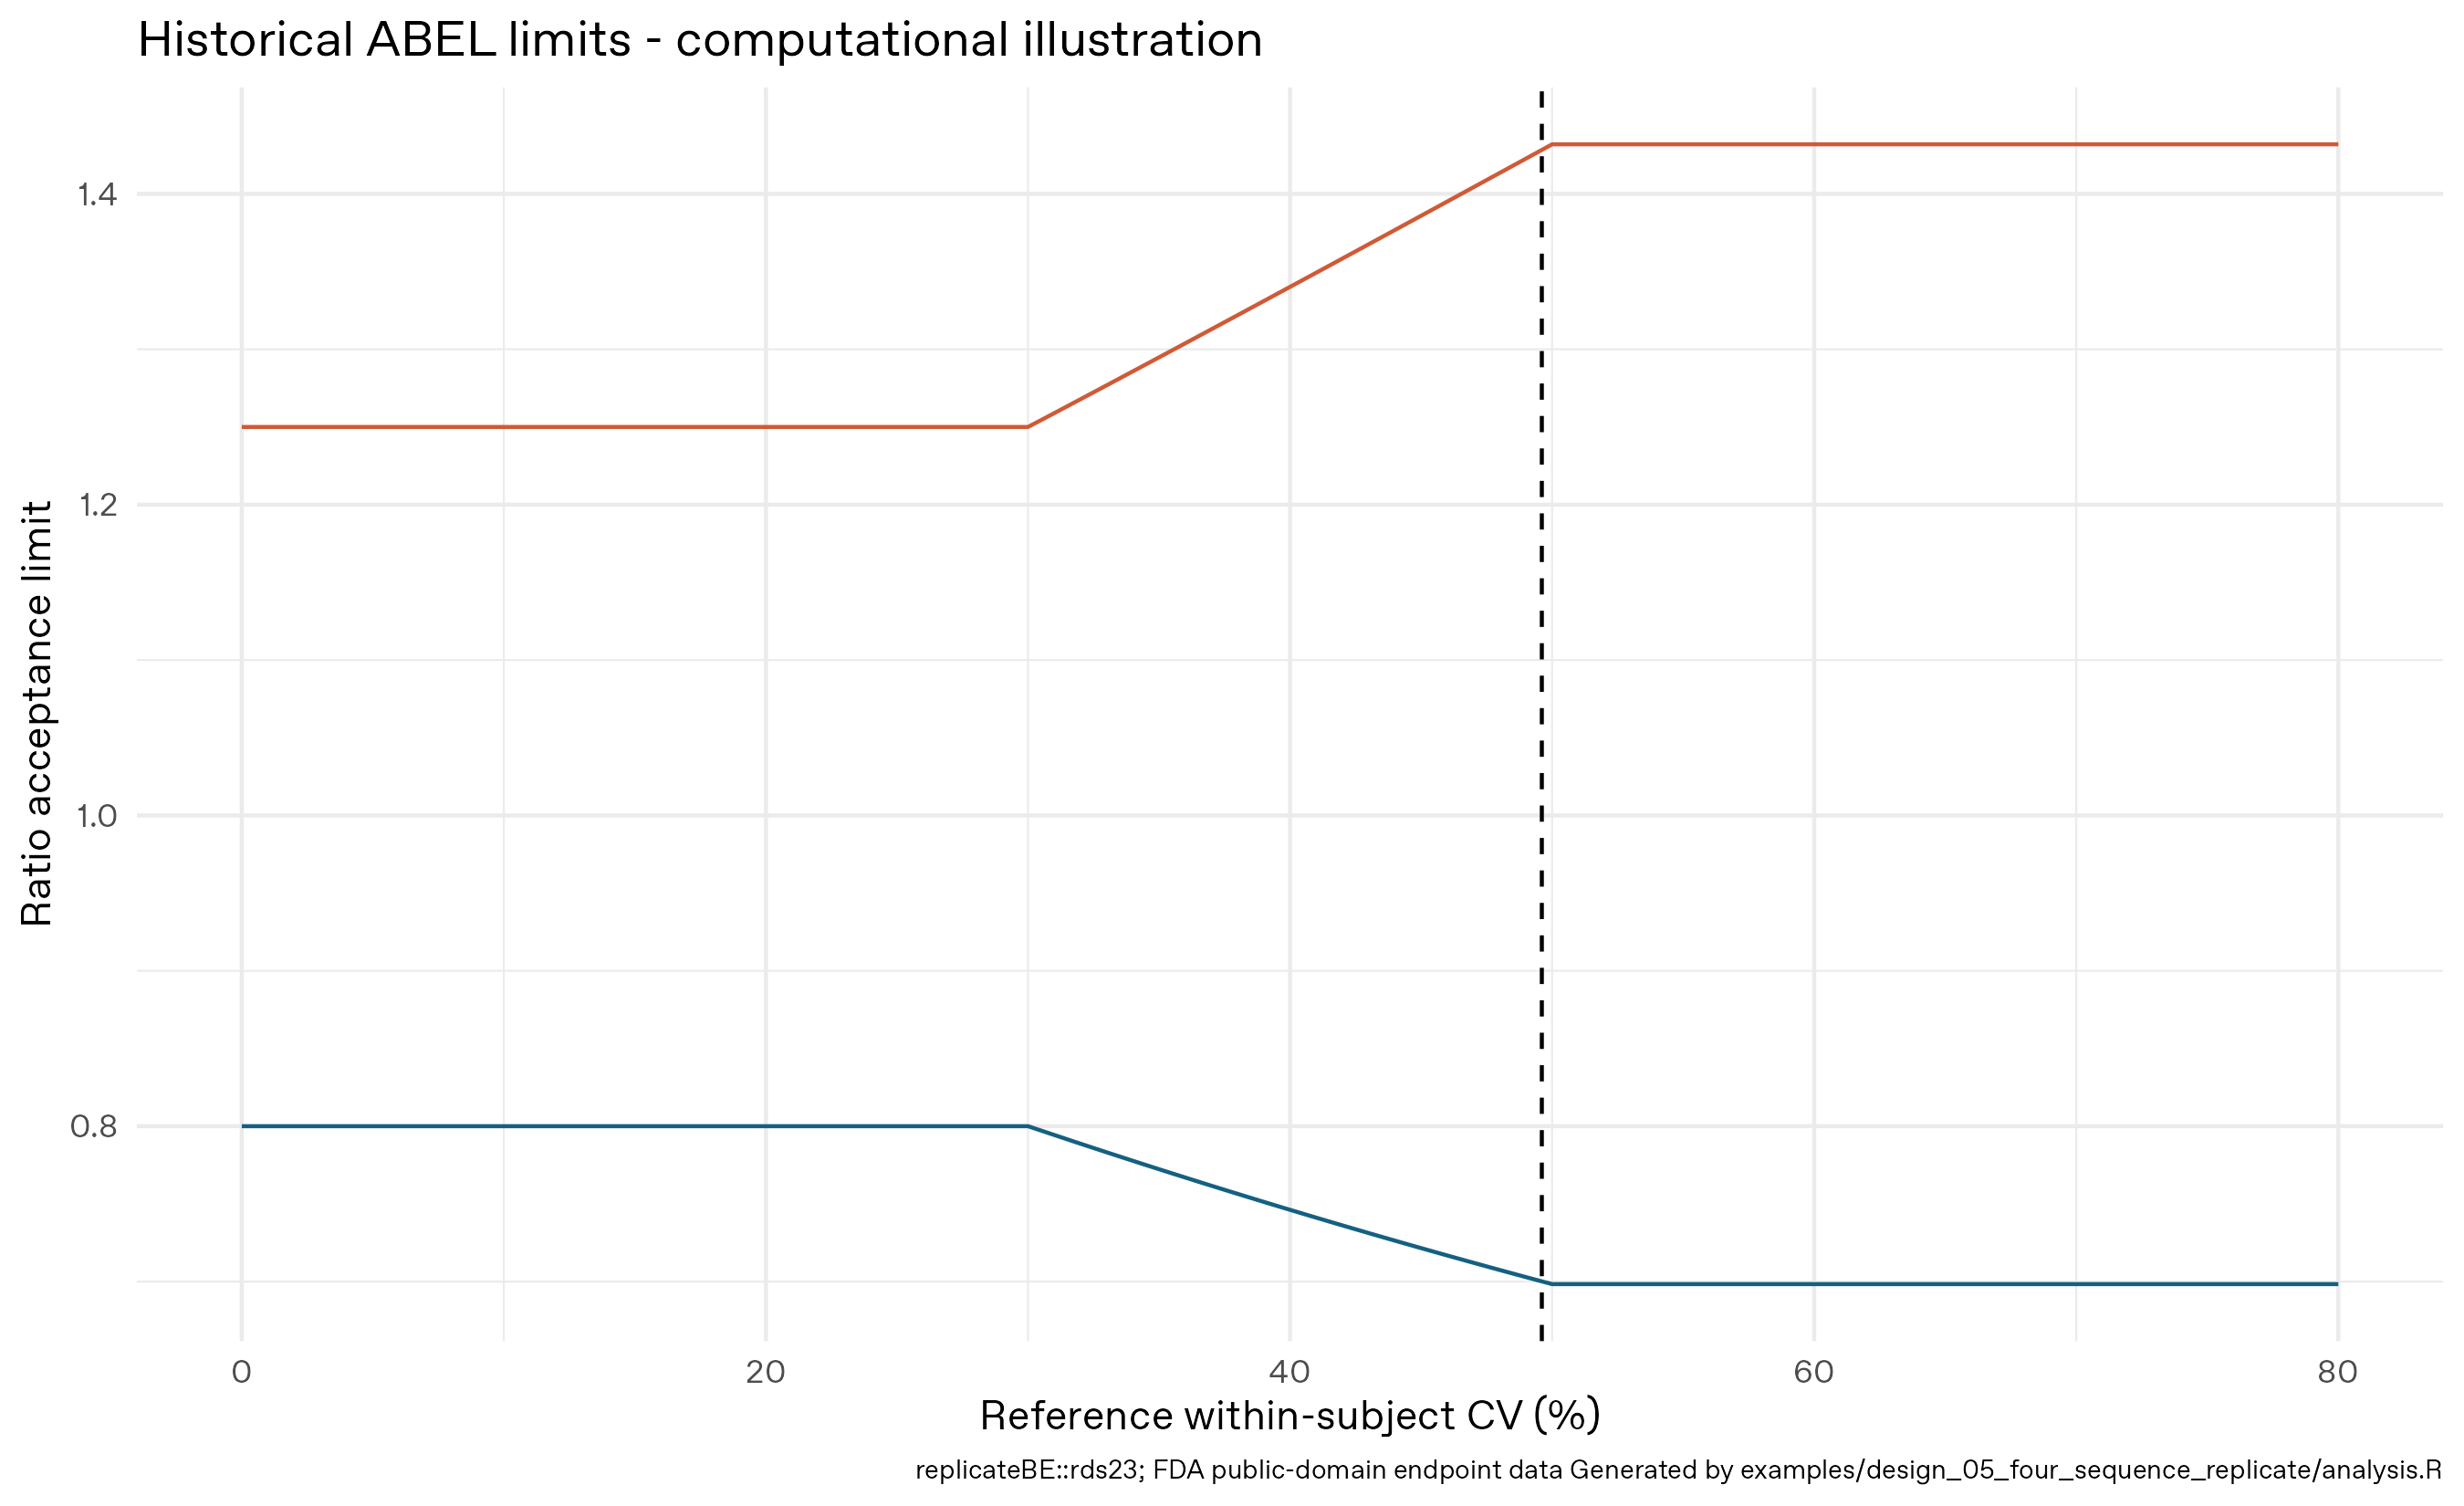 Historical ABEL limits - computational illustration
Ratio acceptance limit
1.4
1.2
1.0
0.8
0 20 40 60 80
Reference within-subject CV (%)
replicateBE::rds23; FDA public-domain endpoint data Generated by examples/design_05_four_sequence_replicate/analysis.R